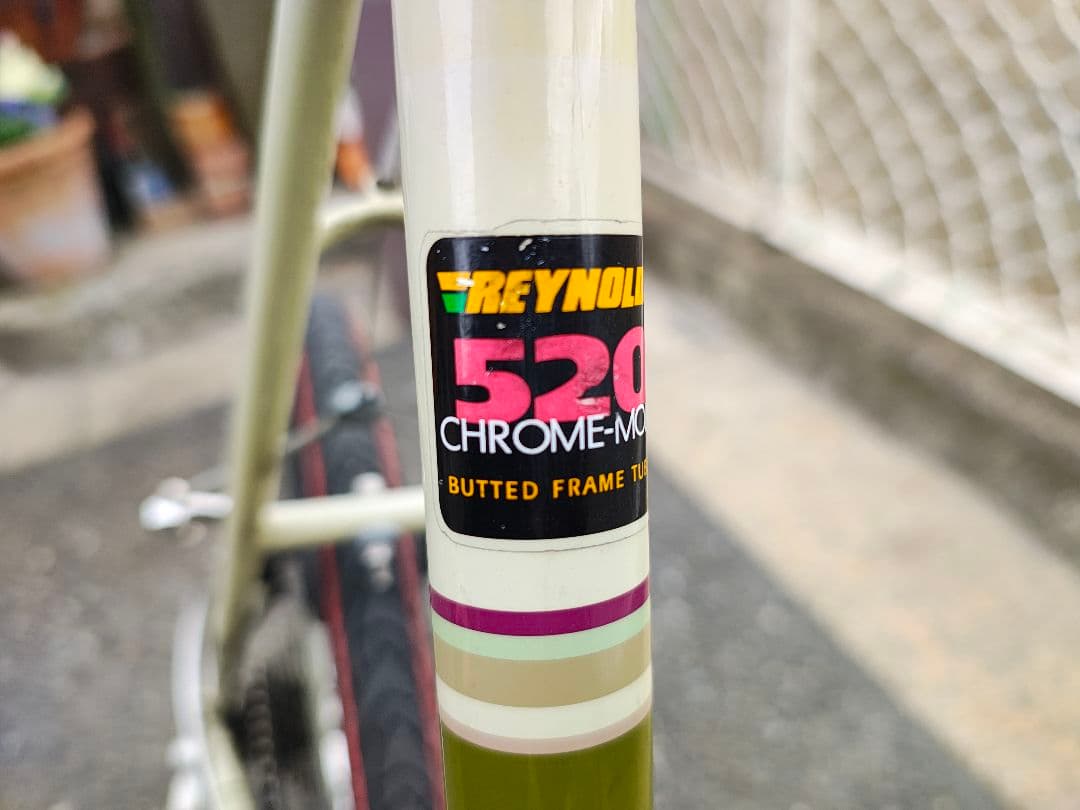 REYNOL
520
CHROME-MO
BUTTED FRAME TU